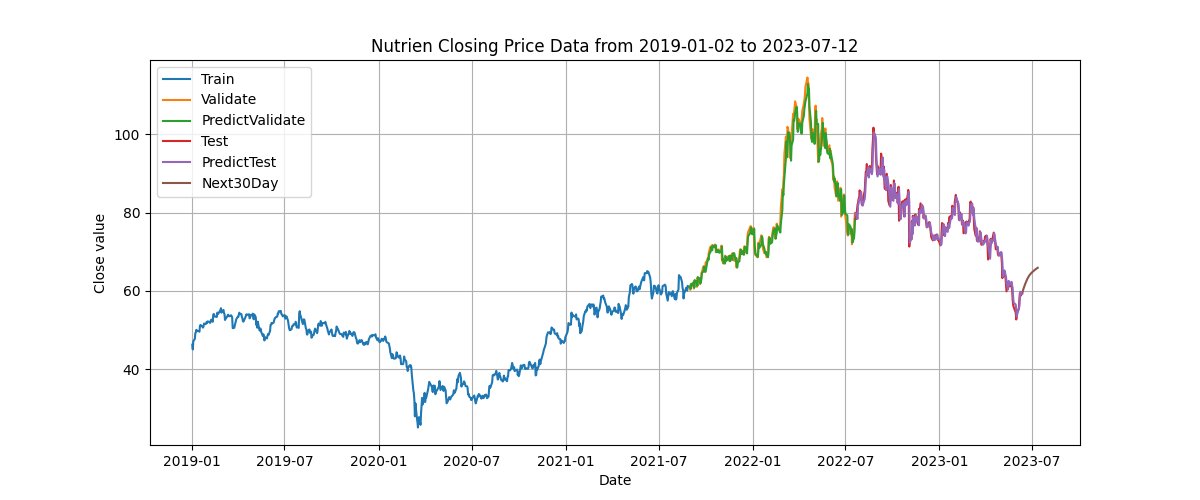 Nutrien Closing Price Data from 2019-01-02 to 2023-07-12
Train
Validate
PredictValidate
Test
PredictTest
Next30Day
100
80
60
40
Close value
2019-01 2019-07 2020-01 2020-07 2021-01 2021-07 2022-01 2022-07 2023-01 2023-07
Date